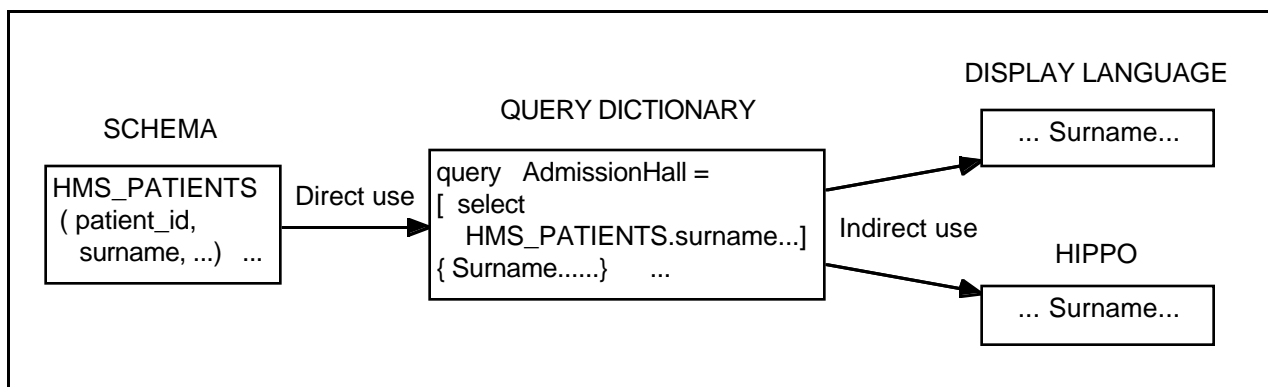 SCHEMA
HMS_PATIENTS
( patient_id,
surname, ...) ...
Direct use
QUERY DICTIONARY
query AdmissionHall =
[ select
HMS_PATIENTS.surname...]
{ Surname......} ...
Indirect use
DISPLAY LANGUAGE
... Surname...
HIPPO
... Surname...